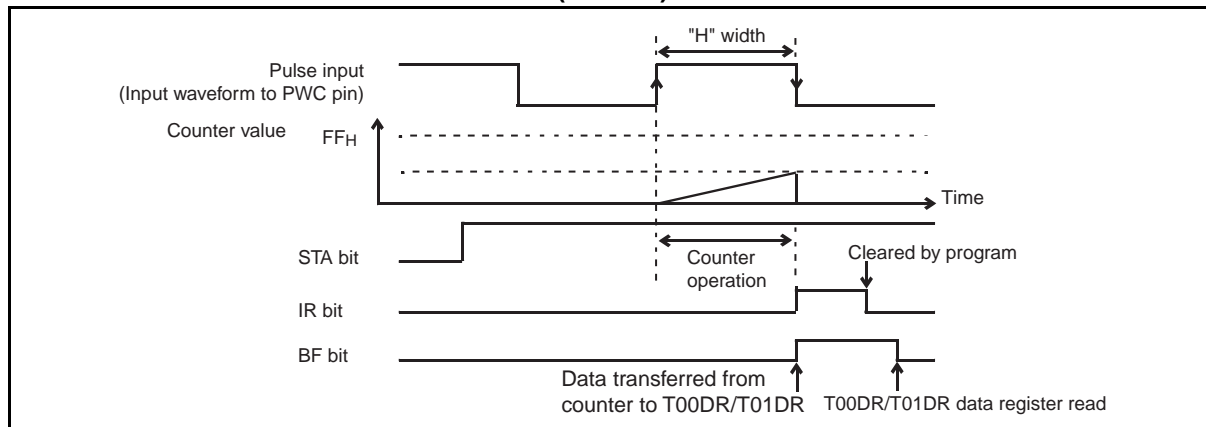 "H" width
Pulse input
(Input waveform to PWC pin)
Counter value
FFH
Time
STA bit
Counter
operation
Cleared by program
IR bit
BF bit
Data transferred from
counter to T00DR/T01DR
T00DR/T01DR data register read